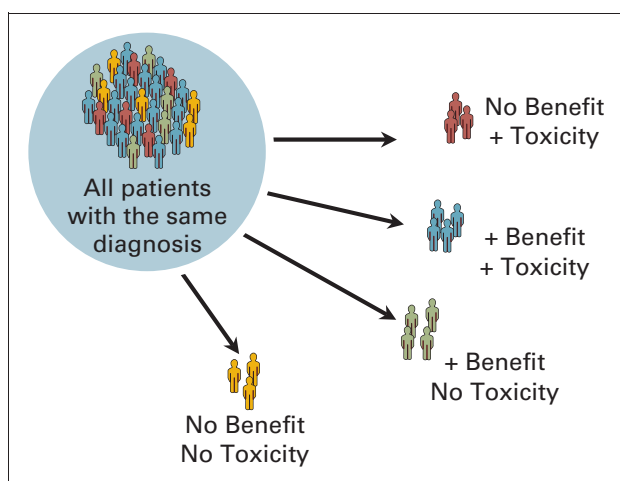 All patients
with the same
diagnosis
No Benefit
+ Toxicity
+ Benefit
+ Toxicity
+ Benefit
No Toxicity
No Benefit
No Toxicity